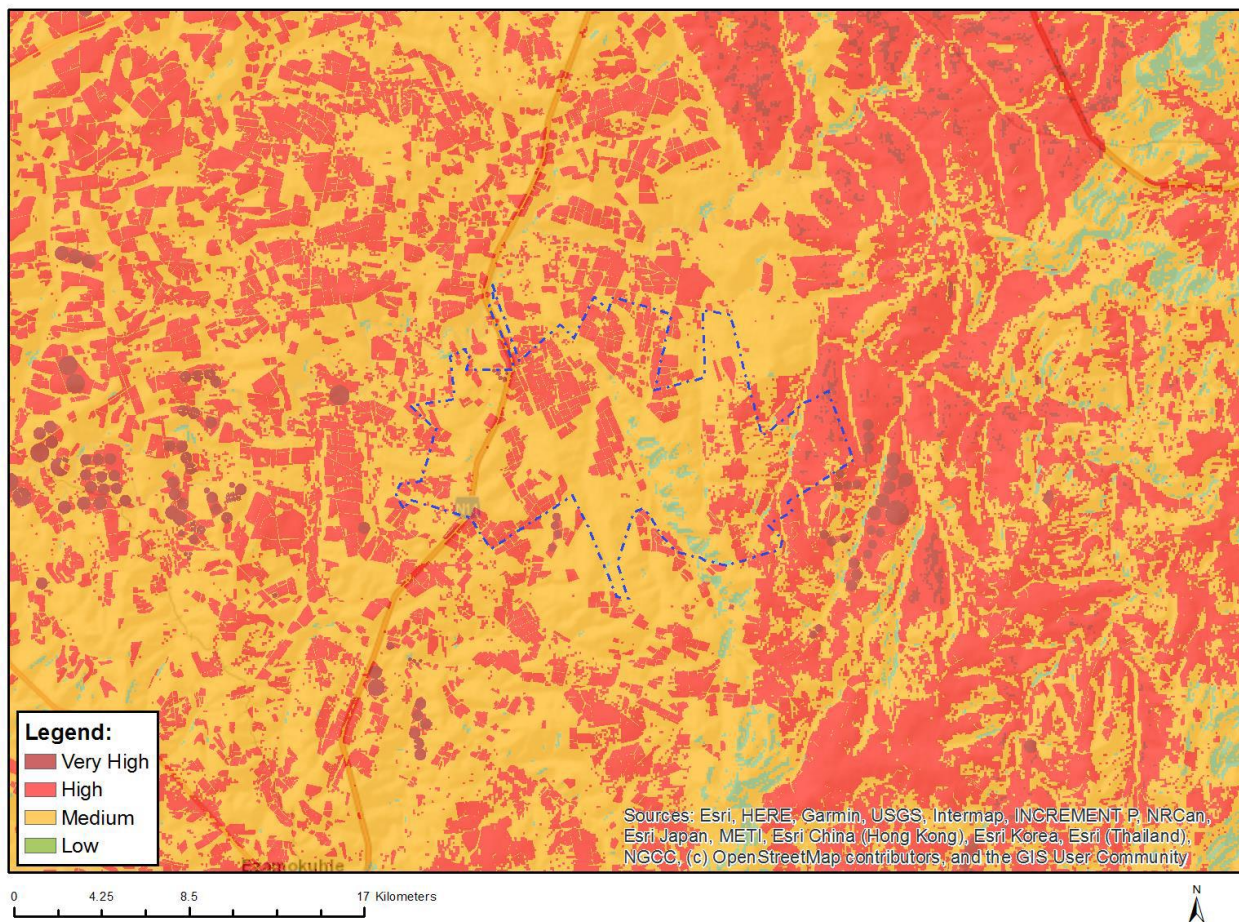 Legend:
Very High
High
Medium
Low
Sources: Esri, HERE, Garmin, USGS, Intermap, INCREMENT P, NRCan,
Esri Japan, METI, Esri China (Hong Kong), Esri Korea, Esri (Thailand),
NGCC, (c) OpenStreetMap contributors, and the GIS User Community
Ezamokuhle
0 4.25 8.5 17 Kilometers
N